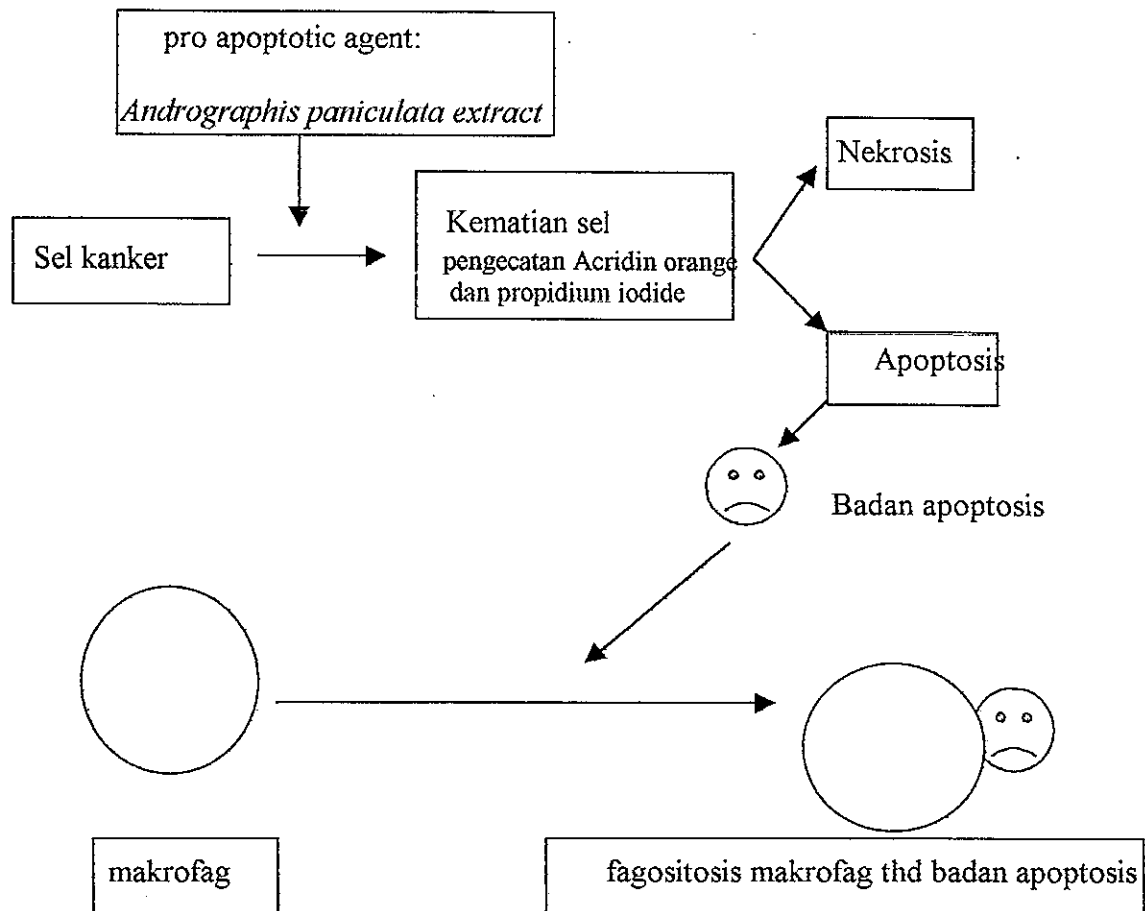 pro apoptotic agent:
Andrographis paniculata extract
Nekrosis
Sel kanker
Kematian sel
pengecatan Acridin orange
dan propidium iodide
Apoptosis
Badan apoptosis
makrofag
fagositosis makrofag thd badan apoptosis